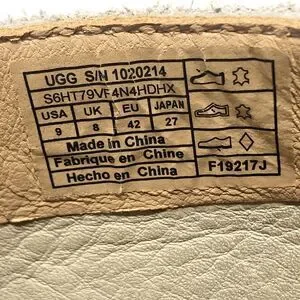 UGG S/N 1020214
S6HT79VF4N4HDHX
USA UK EU JAPAN
9 8 42 27
Made in China
Fabrique en Chine
Hecho en China
F19217J